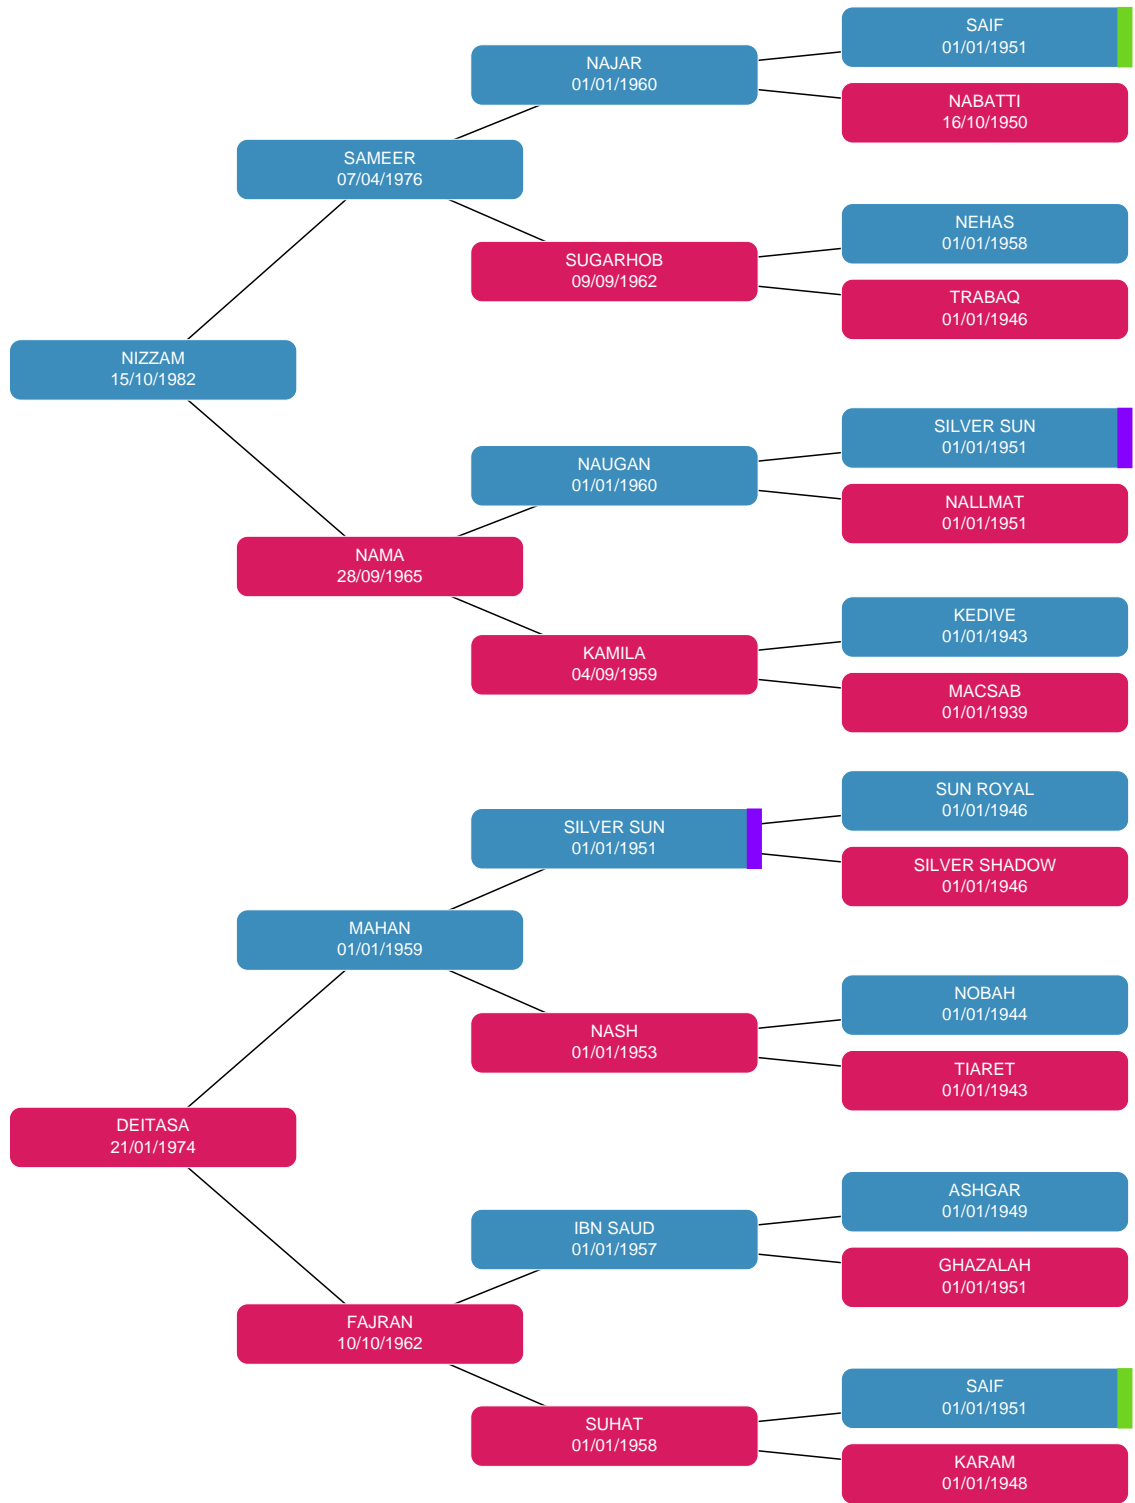 SAIF
01/01/1951
NAJAR
01/01/1960
NABATTI
16/10/1950
SAMEER
07/04/1976
NEHAS
01/01/1958
SUGARHOB
09/09/1962
TRABAQ
01/01/1946
NIZZAM
15/10/1982
SILVER SUN
01/01/1951
NAUGAN
01/01/1960
NALLMAT
01/01/1951
NAMA
28/09/1965
KEDIVE
01/01/1943
KAMILA
04/09/1959
MACSAB
01/01/1939
SUN ROYAL
01/01/1946
SILVER SUN
01/01/1951
SILVER SHADOW
01/01/1946
MAHAN
01/01/1959
NOBAH
01/01/1944
NASH
01/01/1953
TIARET
01/01/1943
DEITASA
21/01/1974
ASHGAR
01/01/1949
IBN SAUD
01/01/1957
GHAZALAH
01/01/1951
FAJRAN
10/10/1962
SAIF
01/01/1951
SUHAT
01/01/1958
KARAM
01/01/1948